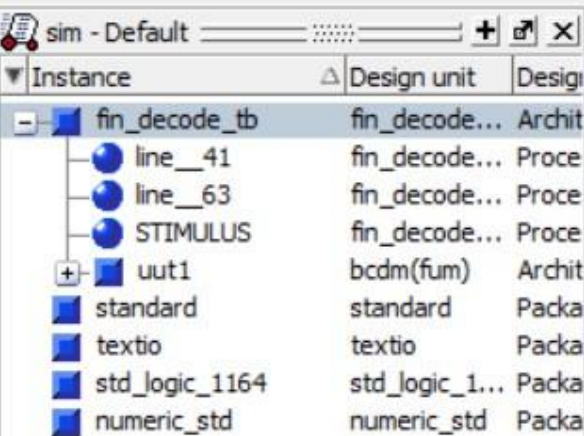 sim - Default
Instance Design unit Desig
fin_decode_tb fin_decode... Archit
line__41 fin_decode... Proce
line__63 fin_decode... Proce
STIMULUS fin_decode... Proce
uut1 bcdm(fum) Archit
standard standard Packa
textio textio Packa
std_logic_1164 std_logic_1... Packa
numeric_std numeric_std Packa